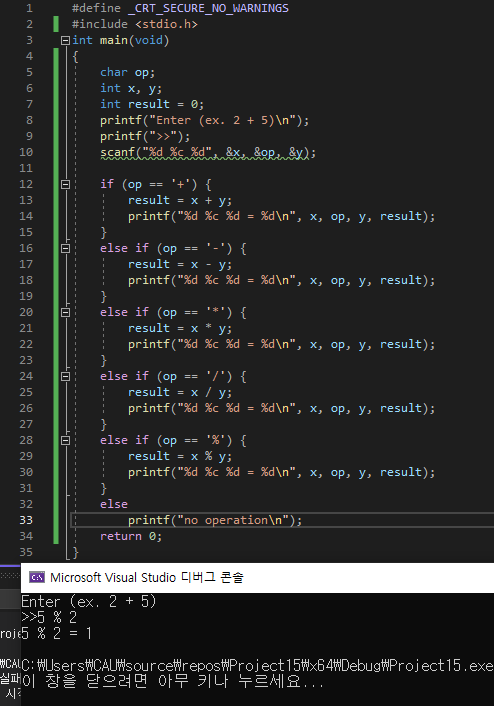 1 #define _CRT_SECURE_NO_WARNINGS
2 #include <stdio.h>
3 int main(void)
4 {
5 char op;
6 int x, y;
7 int result = 0;
8 printf("Enter (ex. 2 + 5)\n");
9 printf(">>");
10 scanf("%d %c %d", &x, &op, &y);
11
12 if (op == '+') {
13 result = x + y;
14 printf("%d %c %d = %d\n", x, op, y, result);
15 }
16 else if (op == '-') {
17 result = x - y;
18 printf("%d %c %d = %d\n", x, op, y, result);
19 }
20 else if (op == '*') {
21 result = x * y;
22 printf("%d %c %d = %d\n", x, op, y, result);
23 }
24 else if (op == '/') {
25 result = x / y;
26 printf("%d %c %d = %d\n", x, op, y, result);
27 }
28 else if (op == '%') {
29 result = x % y;
30 printf("%d %c %d = %d\n", x, op, y, result);
31 }
32 else
33 printf("no operation\n");
34 return 0;
35 }
Microsoft Visual Studio 디버그 콘솔
Enter (ex. 2 + 5)
>>5 % 2
5 % 2 = 1
C:₩Users₩CAU₩source₩repos₩Project15₩x64₩Debug₩Project15.exe
이 창을 닫으려면 아무 키나 누르세요...
roje
₩CAU
실패
시작